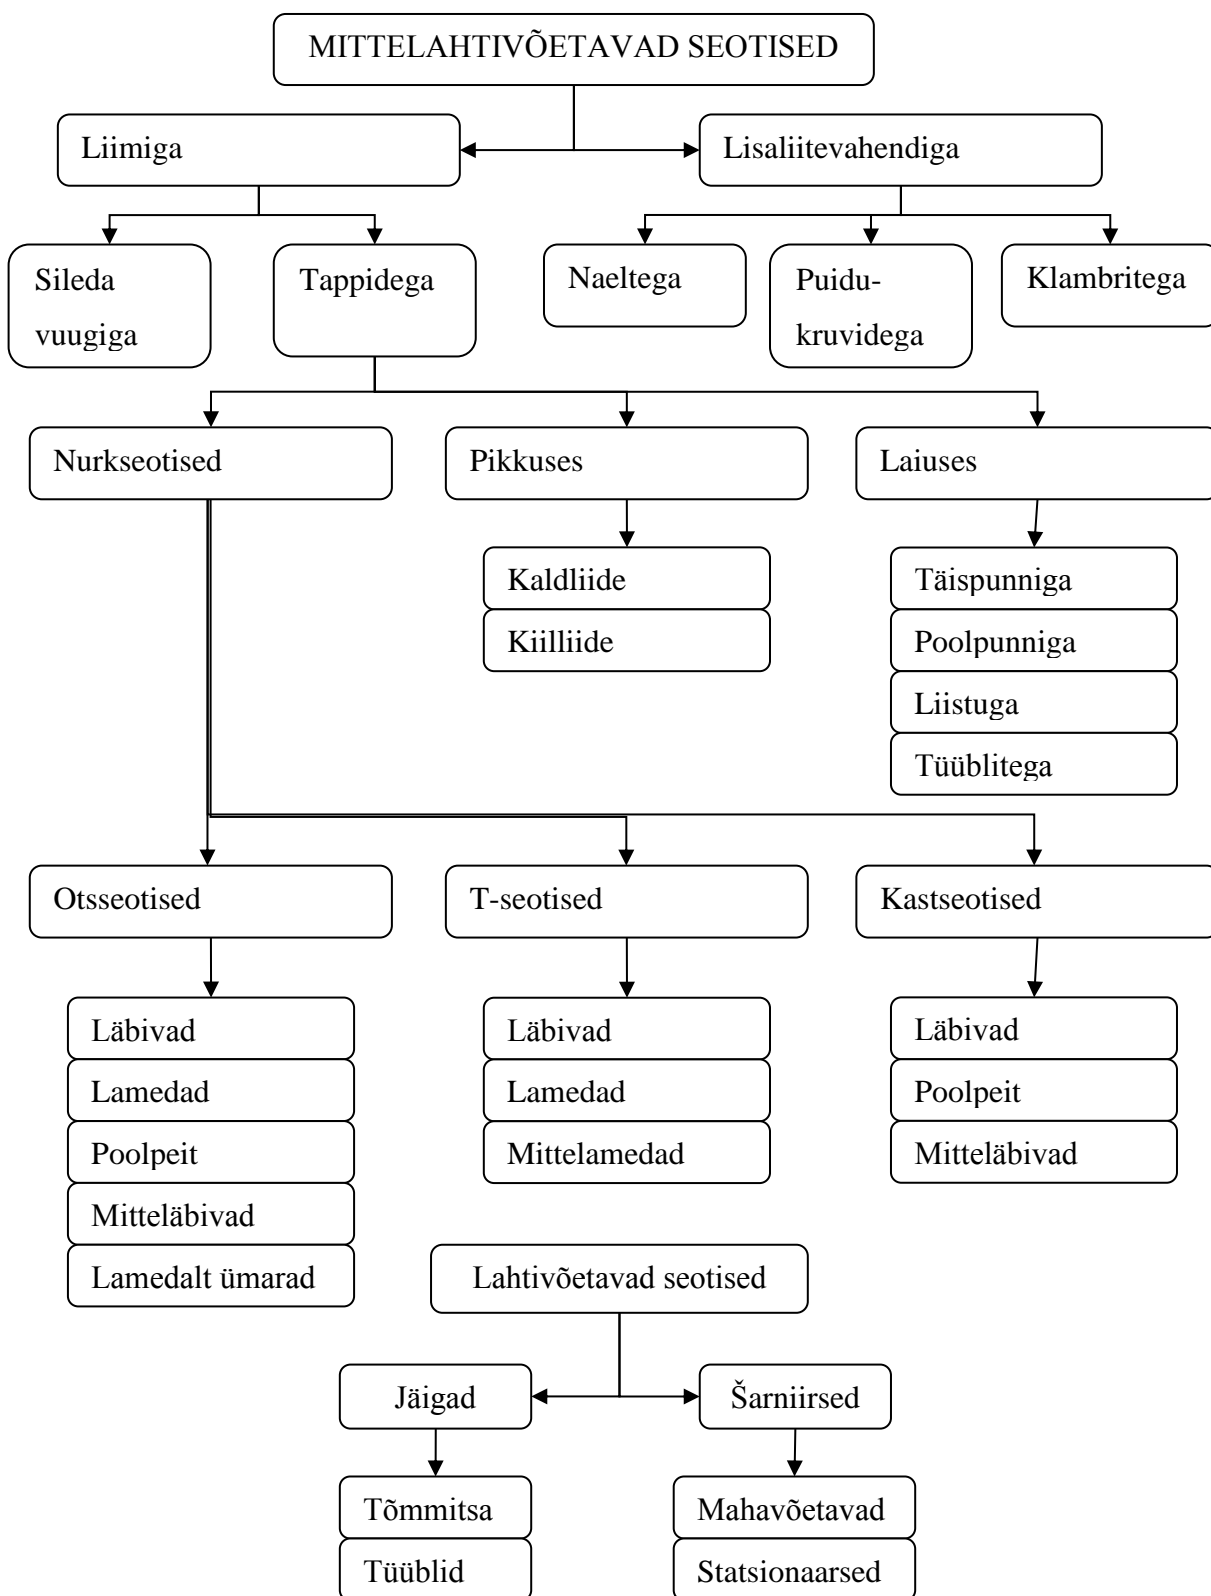 MITTELAHTIVÕETAVAD SEOTISED
Liimiga
Lisaliitevahendiga
Sileda
vuugiga
Tappidega
Naeltega
Puidu-
kruvidega
Klambritega
Nurkseotised
Pikkuses
Laiuses
Kaldliide
Kiilliide
Täispunniga
Poolpunniga
Liistuga
Tüüblitega
Otsseotised
T-seotised
Kastseotised
Läbivad
Lamedad
Poolpeit
Mitteläbivad
Lamedalt ümarad
Läbivad
Lamedad
Mittelamedad
Läbivad
Poolpeit
Mitteläbivad
Lahtivõetavad seotised
Jäigad
Šarniirsed
Tõmmitsa
Tüüblid
Mahavõetavad
Statsionaarsed